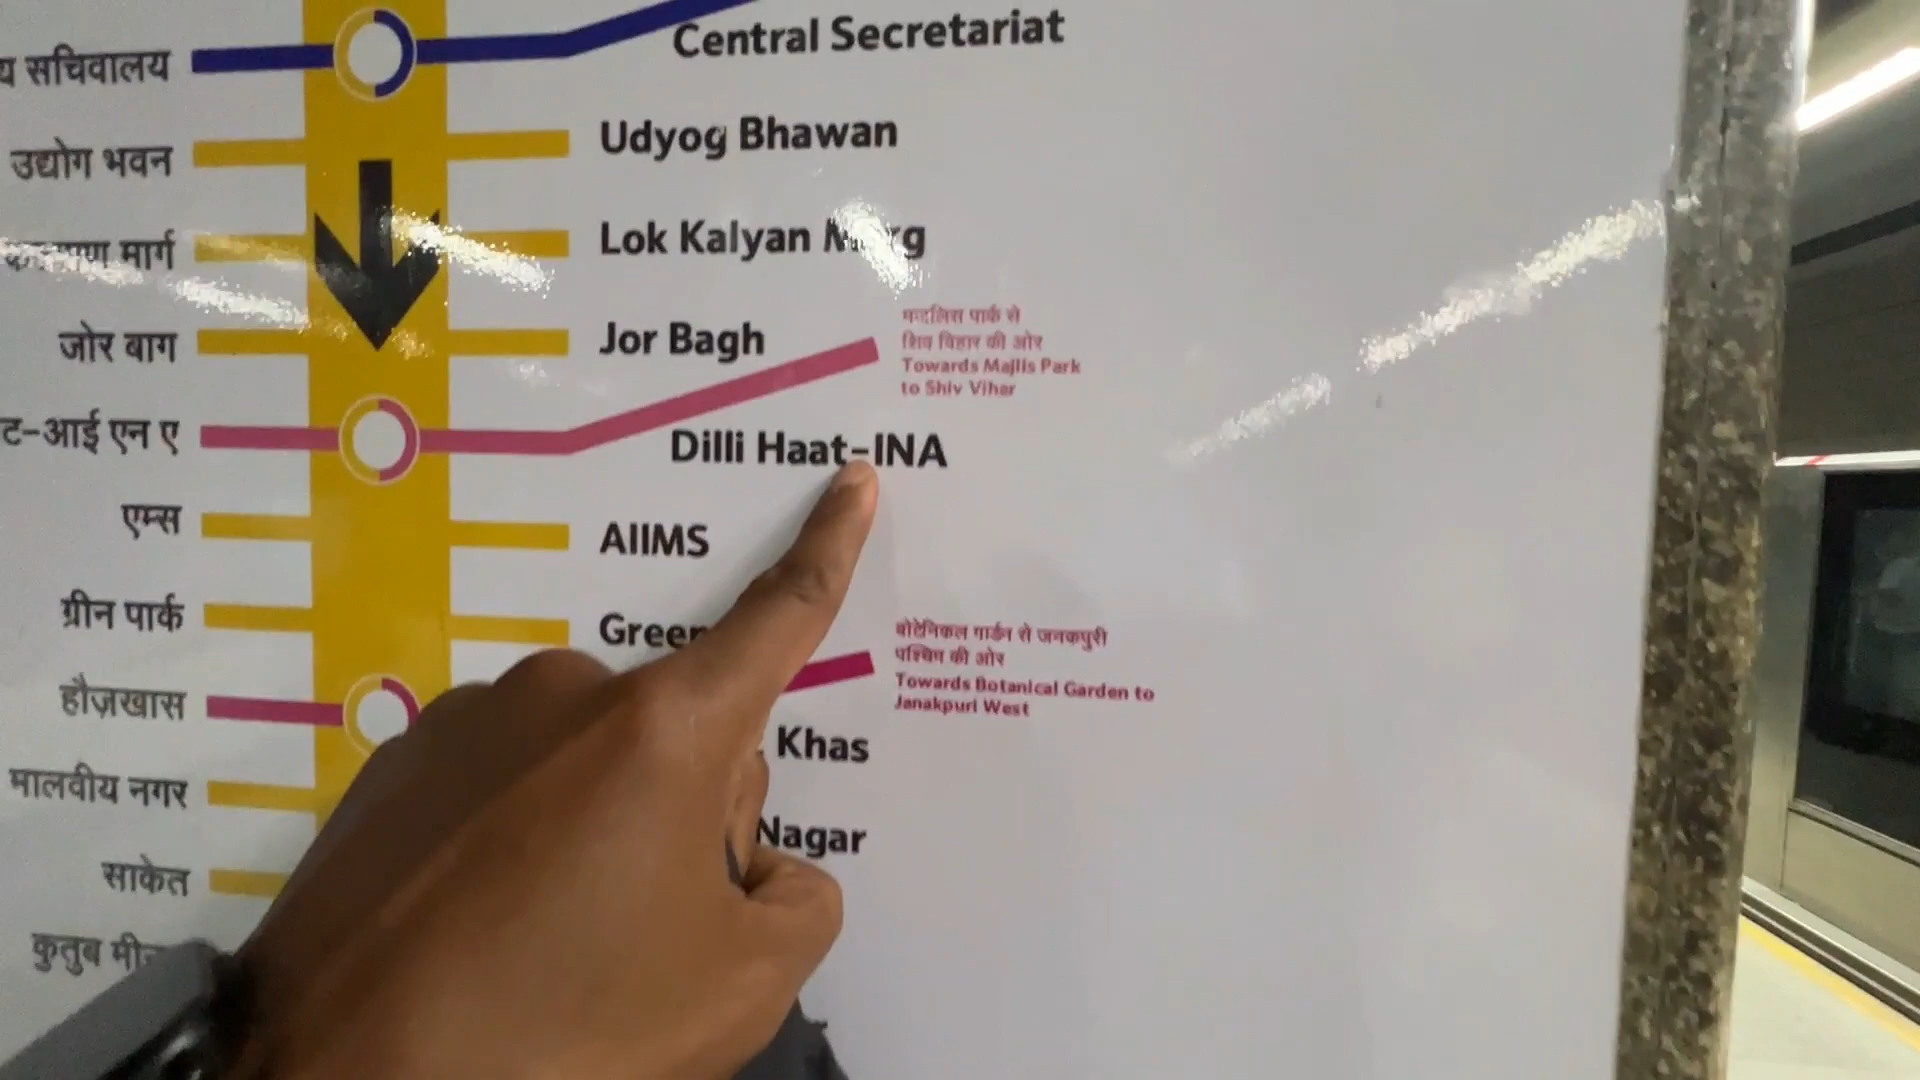 य सचिवालय
Central Secretariat
उद्योग भवन
Udyog Bhawan
मार्ग
Lok Kalyan Marg
जोर बाग
Jor Bagh
मजलिस पार्क से
शिव विहार की ओर
Towards Majlis Park
to Shiv Vihar
ट-आई एन ए
Dilli Haat-INA
एम्स
AIIMS
ग्रीन पार्क
Green
बोटेनिकल गार्डन से जनकपुरी
पश्चिम की ओर
Towards Botanical Garden to
Janakpuri West
हौज़खास
Khas
मालवीय नगर
Nagar
साकेत
कुतुब